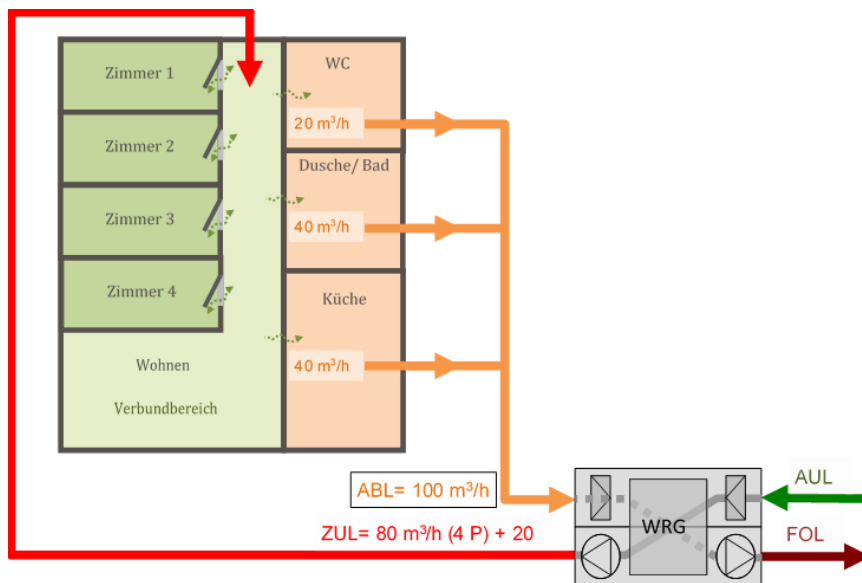 Zimmer 1
WC
20 m³/h
Zimmer 2
Dusche/ Bad
Zimmer 3
40 m³/h
Zimmer 4
Küche
Wohnen
40 m³/h
Verbundbereich
ABL= 100 m³/h
AUL
WRG
ZUL= 80 m³/h (4 P) + 20
FOL